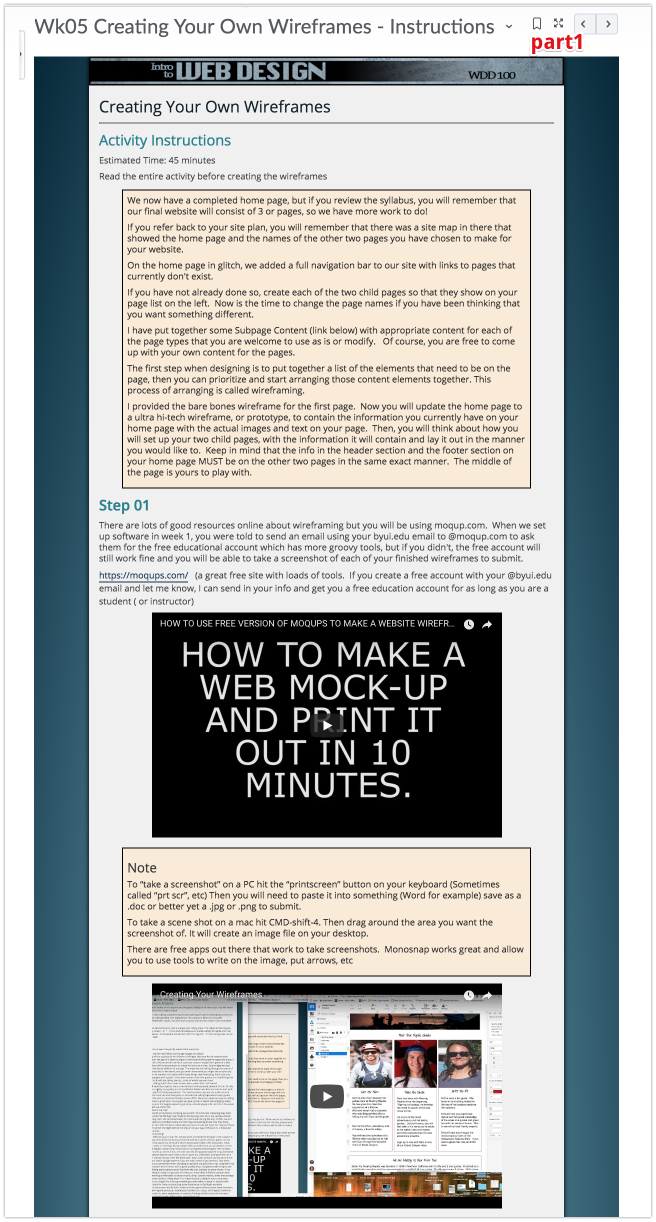 Wk05 Creating Your Own Wireframes - Instructions
part1
Intro to WEB DESIGN
WDD 100
Creating Your Own Wireframes
Activity Instructions
Estimated Time: 45 minutes
Read the entire activity before creating the wireframes
We now have a completed home page, but if you review the syllabus, you will remember that
our final website will consist of 3 or pages, so we have more work to do!
If you refer back to your site plan, you will remember that there was a site map in there that
showed the home page and the names of the other two pages you have chosen to make for
your website.
On the home page in glitch, we added a full navigation bar to our site with links to pages that
currently don't exist.
If you have not already done so, create each of the two child pages so that they show on your
page list on the left.  Now is the time to change the page names if you have been thinking that
you want something different.
I have put together some Subpage Content (link below) with appropriate content for each of
the page types that you are welcome to use as is or modify.   Of course, you are free to come
up with your own content for the pages.
The first step when designing is to put together a list of the elements that need to be on the
page, then you can prioritize and start arranging those content elements together. This
process of arranging is called wireframing.
I provided the bare bones wireframe for the first page.  Now you will update the home page to
a ultra hi-tech wireframe, or prototype, to contain the information you currently have on your
home page with the actual images and text on your page.  Then, you will think about how you
will set up your two child pages, with the information it will contain and lay it out in the manner
you would like to.  Keep in mind that the info in the header section and the footer section on
your home page MUST be on the other two pages in the same exact manner.  The middle of
the page is yours to play with.
Step 01
There are lots of good resources online about wireframing but you will be using moqup.com.  When we set
up software in week 1, you were told to send an email using your byui.edu email to @moqup.com to ask
them for the free educational account which has more groovy tools, but if you didn't, the free account will
still work fine and you will be able to take a screenshot of each of your finished wireframes to submit.
https://moqups.com/   (a great free site with loads of tools.  If you create a free account with your @byui.edu
email and let me know, I can send in your info and get you a free education account for as long as you are a
student ( or instructor)
HOW TO USE FREE VERSION OF MOQUPS TO MAKE A WEBSITE WIREFR...
HOW TO MAKE A
WEB MOCK-UP
AND PRINT IT
OUT IN 10
MINUTES.
Note
To "take a screenshot" on a PC hit the "printscreen" button on your keyboard (Sometimes
called "prt scr", etc) Then you will need to paste it into something (Word for example) save as a
.doc or better yet a .jpg or .png to submit.
To take a scene shot on a mac hit CMD-shift-4. Then drag around the area you want the
screenshot of. It will create an image file on your desktop.
There are free apps out there that work to take screenshots.  Monosnap works great and allow
you to use tools to write on the image, put arrows, etc
Creating Your Wireframes